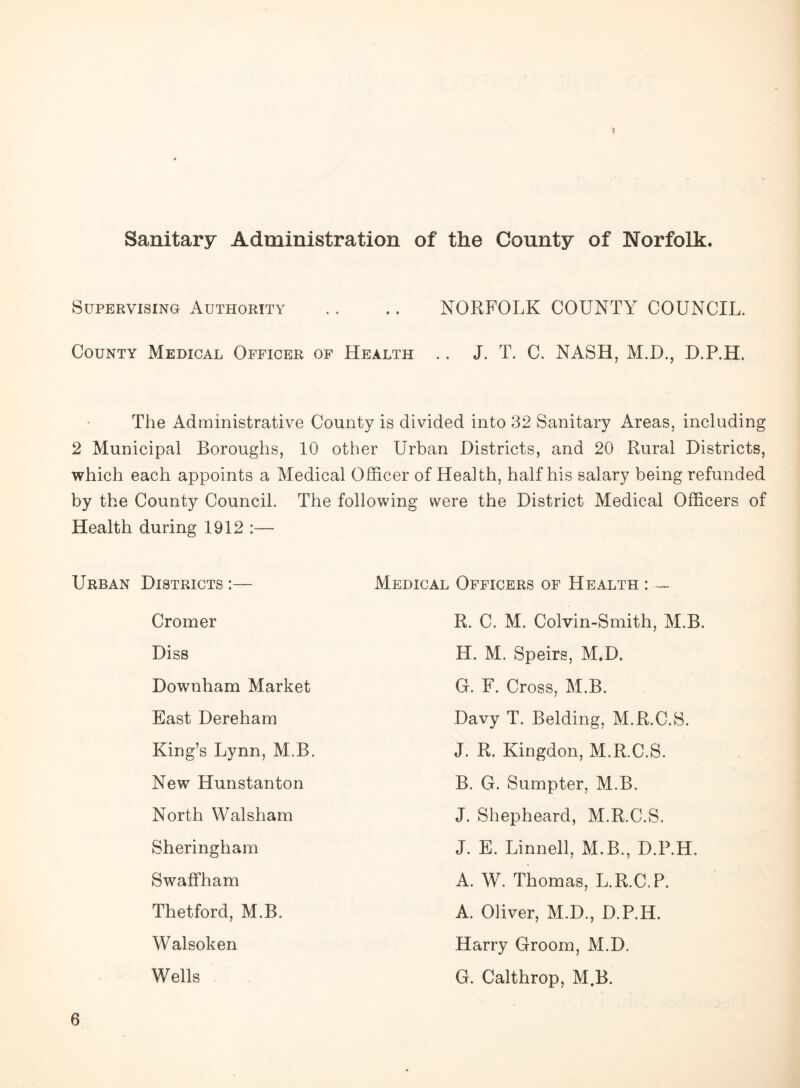 Sanitary Administration of the County of Norfolk.
Supervising Authority .. .. NORFOLK COUNTY COUNCIL.
County Medical Officer of Health .. J. T. C. NASH, M.D., D.P.H.
The Administrative County is divided into 32 Sanitary Areas, including
2 Municipal Boroughs, 10 other Urban Districts, and 20 Rural Districts,
which each appoints a Medical Officer of Health, half his salary being refunded
by the County Council. The following were the District Medical Officers of
Health during 1912 :—
Urban Districts :— Medical Officers of Health : —
Cromer R. C. M. Colvin-Smith, M.B.
Diss H. M. Speirs, M.D.
Downham Market G. F. Cross, M.B.
East Dereham Davy T. Belding, M.R.C.S.
King's Lynn, M.B. J. R. Kingdon, M.R.C.S.
New Hunstanton B. G. Sumpter, M.B.
North Walsham J. Shepheard, M.R.C.S.
Sheringham J. E. Linnell, M.B., D.P.H.
Swaffham A. W. Thomas, L.R.C.P.
Thetford, M.B. A. Oliver, M.D., D.P.H.
Walsoken Harry Groom, M.D.
Wells G. Calthrop, M.B.
6